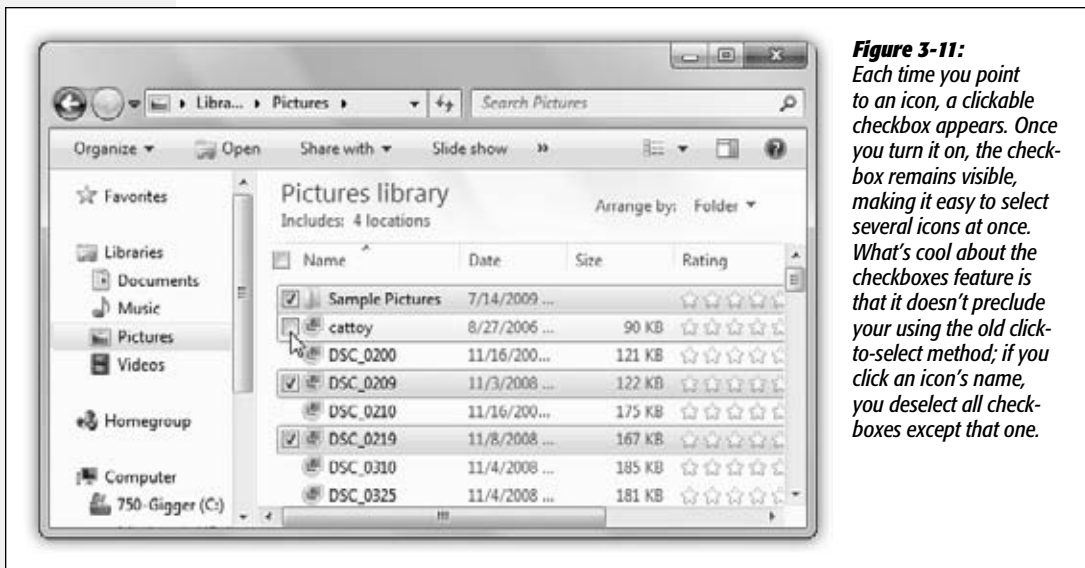 Libra... Pictures Search Pictures
Organize Open Share with Slide show »
Favorites
Libraries
Documents
Music
Pictures
Videos
Homegroup
Computer
750-Gigger (C:)
Pictures library
Includes: 4 locations
Arrange by: Folder
Name Date Size Rating
Sample Pictures 7/14/2009 ...
cattoy 8/27/2006 ... 90 KB
DSC_0200 11/16/200... 121 KB
DSC_0209 11/3/2008 ... 122 KB
DSC_0210 11/16/200... 175 KB
DSC_0219 11/8/2008 ... 167 KB
DSC_0310 11/4/2008 ... 185 KB
DSC_0325 11/4/2008 ... 181 KB
Figure 3-11:
Each time you point
to an icon, a clickable
checkbox appears. Once
you turn it on, the check-
box remains visible,
making it easy to select
several icons at once.
What's cool about the
checkboxes feature is
that it doesn't preclude
your using the old click-
to-select method; if you
click an icon's name,
you deselect all check-
boxes except that one.